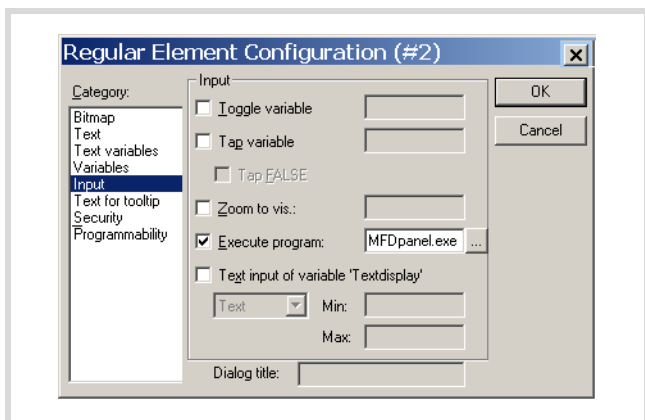 Regular Element Configuration (#2)
Category:
Bitmap
Text
Text variables
Variables
Input
Text for tooltip
Security
Programmability
Input
Toggle variable
Tap variable
Tap FALSE
Zoom to vis.:
Execute program: MFDpanel.exe ...
Text input of variable 'Textdisplay'
Text Min:
Max:
Dialog title:
OK
Cancel